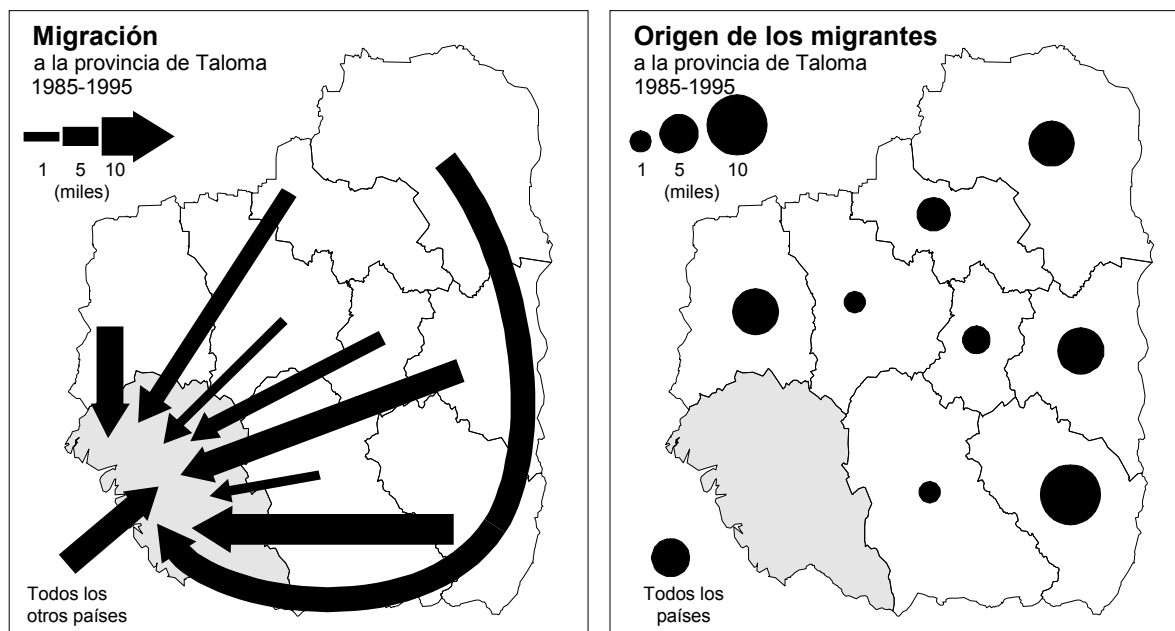 Migración
a la provincia de Taloma
1985-1995
1 5 10
(miles)
Todos los
otros países
Origen de los migrantes
a la provincia de Taloma
1985-1995
1 5 10
(miles)
Todos los
países